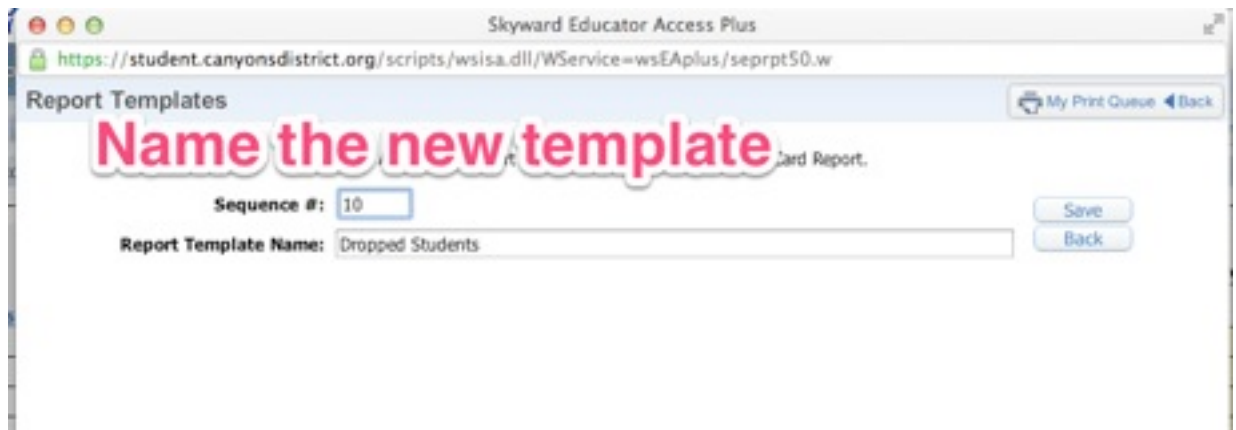 Skyward Educator Access Plus
https://student.canyonsdistrict.org/scripts/wsisa.dll/WService=wsEAplus/seprpt50.w
Report Templates
My Print Queue Back
Name the new template
Card Report.
Sequence #: 10
Save
Report Template Name: Dropped Students
Back